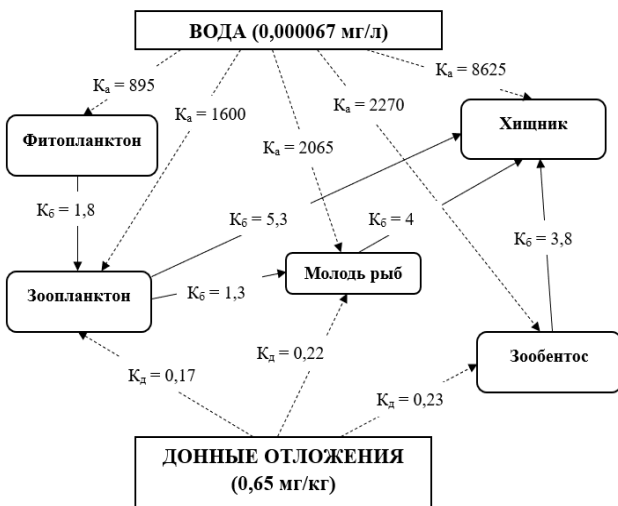 ВОДА (0,000067 мг/л)
Kа = 895
Kа = 8625
Kа = 1600
Kа = 2270
Фитопланктон
Хищник
Kа = 2065
Kб = 1,8
Kб = 5,3
Kб = 4
Kб = 3,8
Зоопланктон
Kб = 1,3
Молодь рыб
Зообентос
Kд = 0,17
Kд = 0,22
Kд = 0,23
ДОННЫЕ ОТЛОЖЕНИЯ
(0,65 мг/кг)